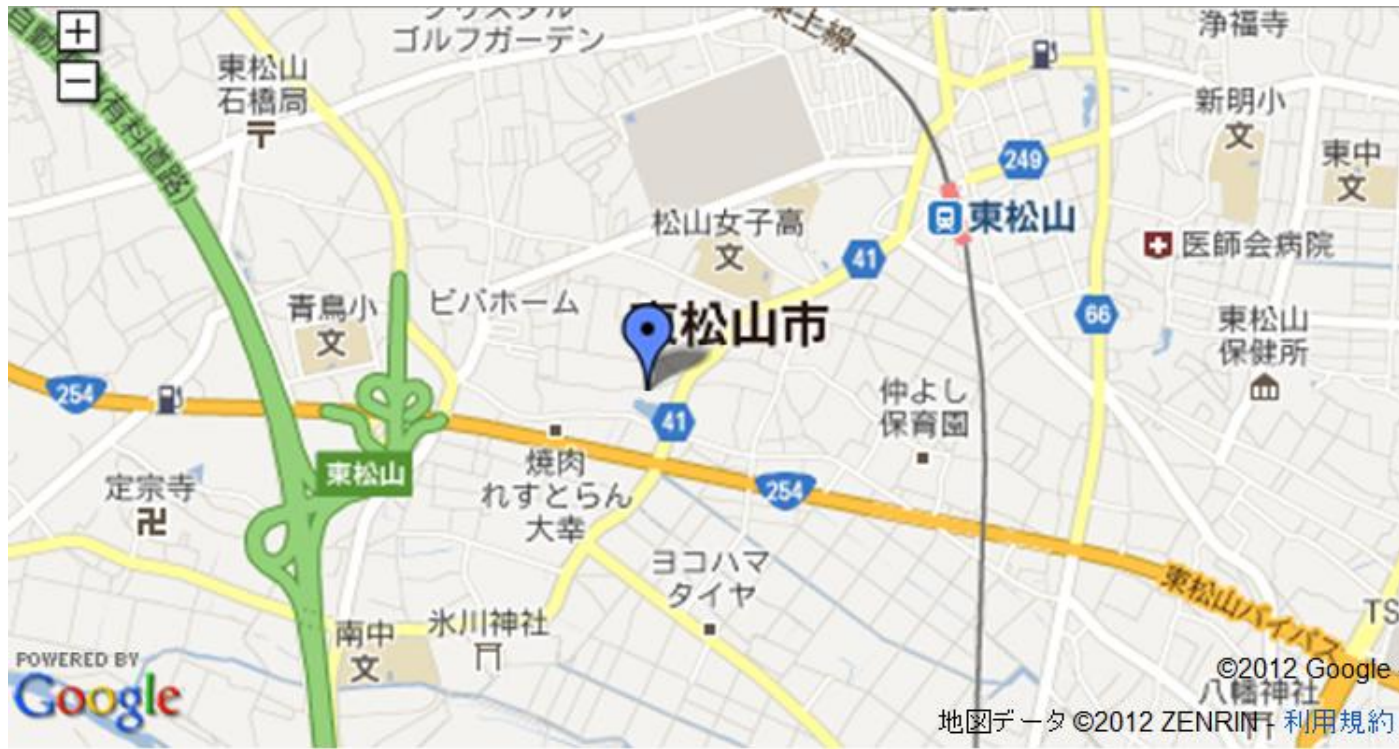 ゴルフガーデン
浄福寺
東上線
東松山
石橋局
新明小
249
東中
(有料道路)
松山女子高
東松山
41
医師会病院
青鳥小
ビバホーム
松山市
66
東松山
保健所
254
仲よし
保育園
41
東松山
焼肉
れすとらん
大幸
254
定宗寺
ヨコハマ
タイヤ
東松山バイパス
南中
氷川神社
TS
POWERED BY
Google
©2012 Google
八幡神社
地図データ ©2012 ZENRIN - 利用規約